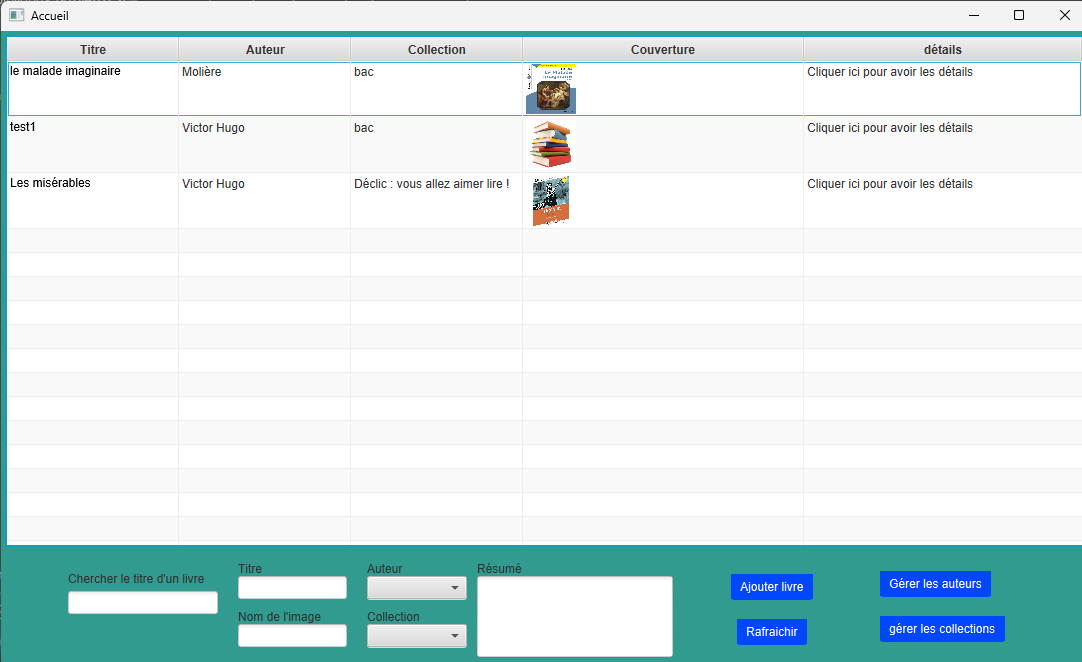 Accueil
Titre Auteur Collection Couverture détails
le malade imaginaire Molière bac Le Malade imaginaire Cliquer ici pour avoir les détails
test1 Victor Hugo bac Cliquer ici pour avoir les détails
Les misérables Victor Hugo Déclic : vous allez aimer lire ! Cliquer ici pour avoir les détails
Chercher le titre d'un livre
Titre Auteur Résumé
Nom de l'image Collection
Ajouter livre Gérer les auteurs
Rafraichir gérer les collections